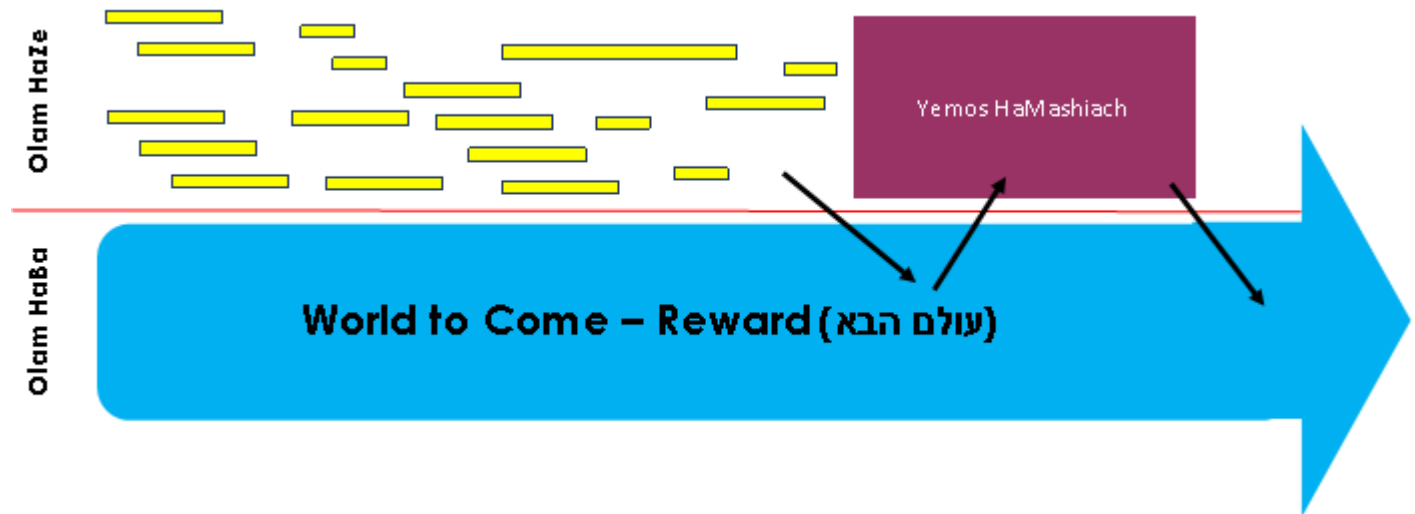 Olam HaZe
Yemos HaMashiach
Olam HaBa
World to Come – Reward (עולם הבא)